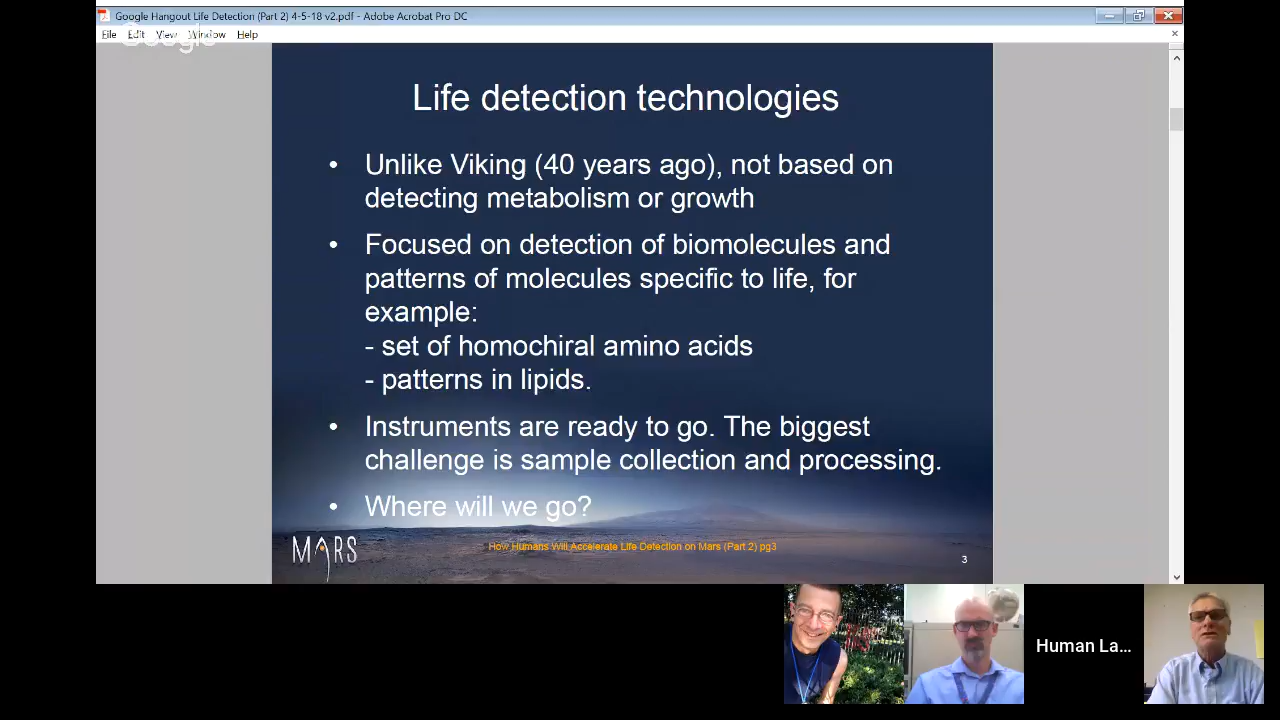 Google Hangout Life Detection (Part 2) 4-5-18 v2.pdf - Adobe Acrobat Pro DC
File Edit View Window Help
Google
Life detection technologies
• Unlike Viking (40 years ago), not based on
detecting metabolism or growth
• Focused on detection of biomolecules and
patterns of molecules specific to life, for
example:
- set of homochiral amino acids
- patterns in lipids.
• Instruments are ready to go. The biggest
challenge is sample collection and processing.
• Where will we go?
MARS
How Humans Will Accelerate Life Detection on Mars (Part 2) pg3
3
Human La...